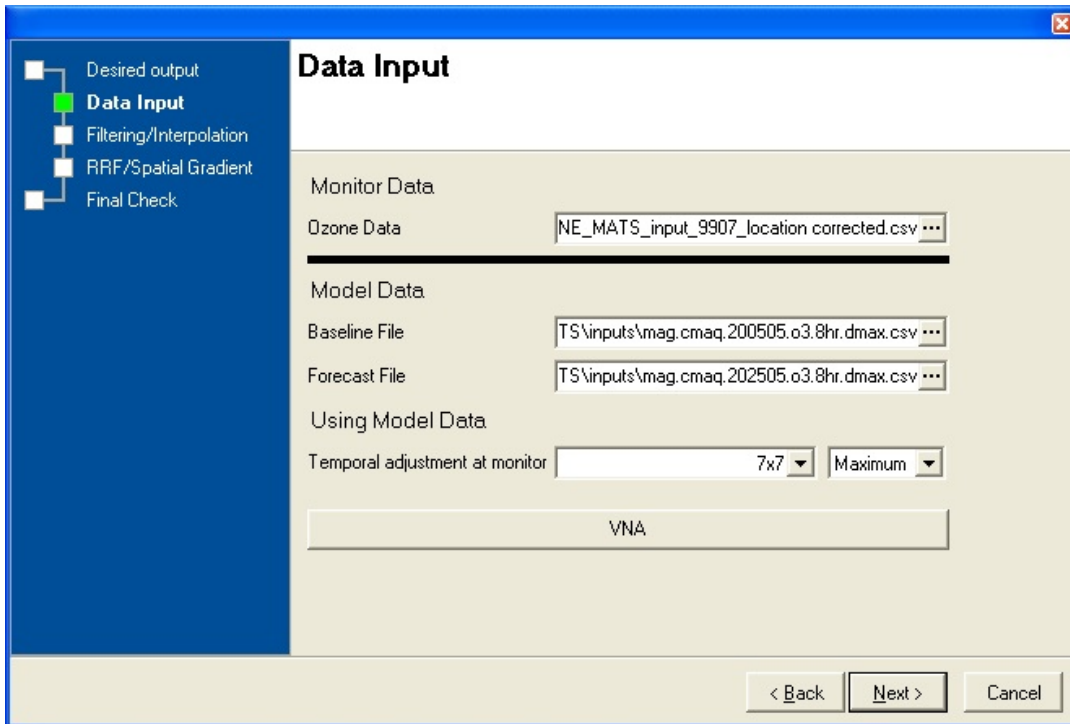 Desired output
Data Input
Filtering/Interpolation
RRF/Spatial Gradient
Final Check
Data Input
Monitor Data
Ozone Data NE_MATS_input_9907_location corrected.csv ...
Model Data
Baseline File TS\inputs\mag.cmaq.200505.o3.8hr.dmax.csv ...
Forecast File TS\inputs\mag.cmaq.202505.o3.8hr.dmax.csv ...
Using Model Data
Temporal adjustment at monitor 7x7 Maximum
VNA
< Back Next > Cancel